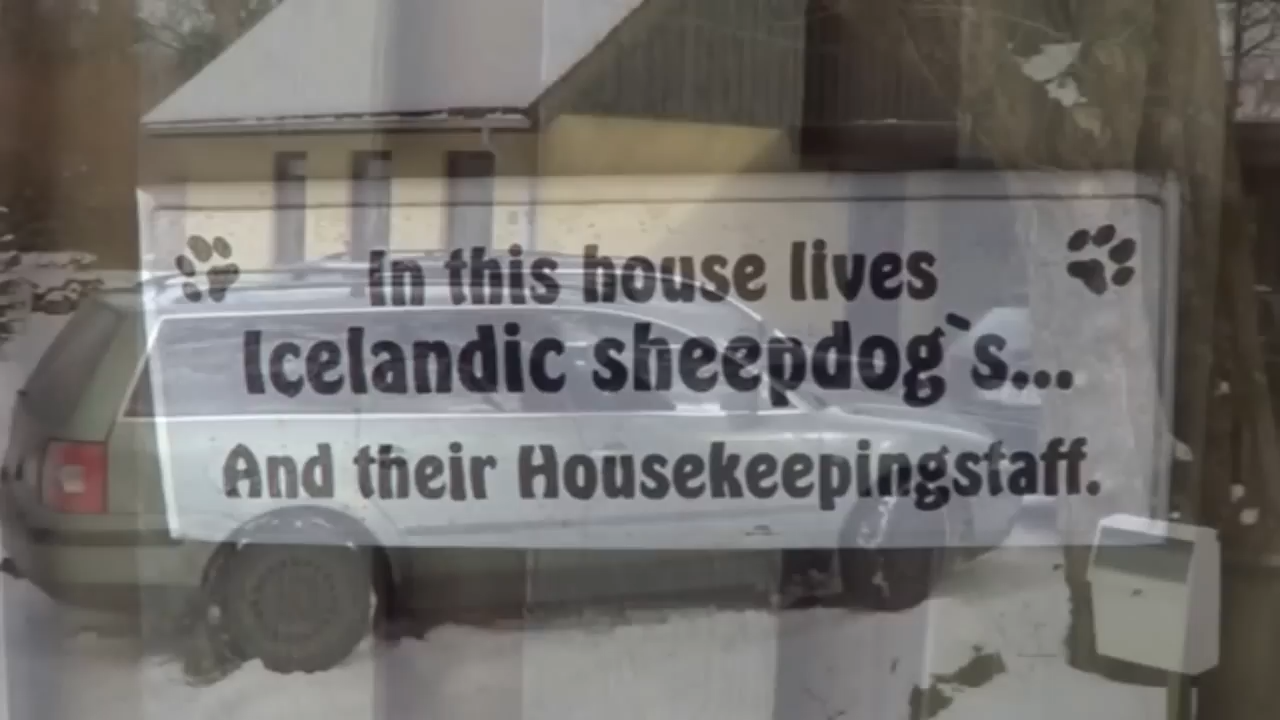 In this house lives
Icelandic sheepdog`s...
And their Housekeepingstaff.